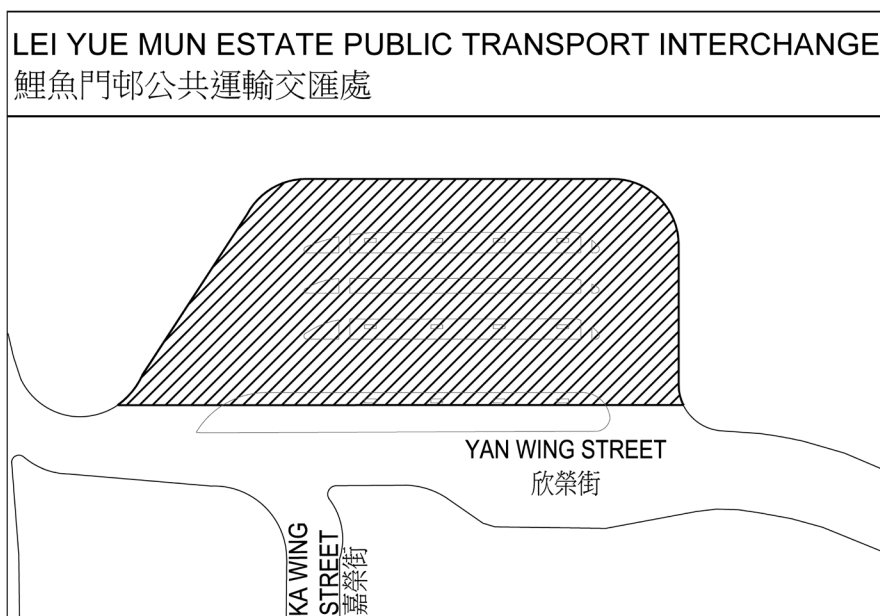 LEI YUE MUN ESTATE PUBLIC TRANSPORT INTERCHANGE
鯉魚門邨公共運輸交匯處
YAN WING STREET
欣榮街
KA WING
STREET
嘉榮街